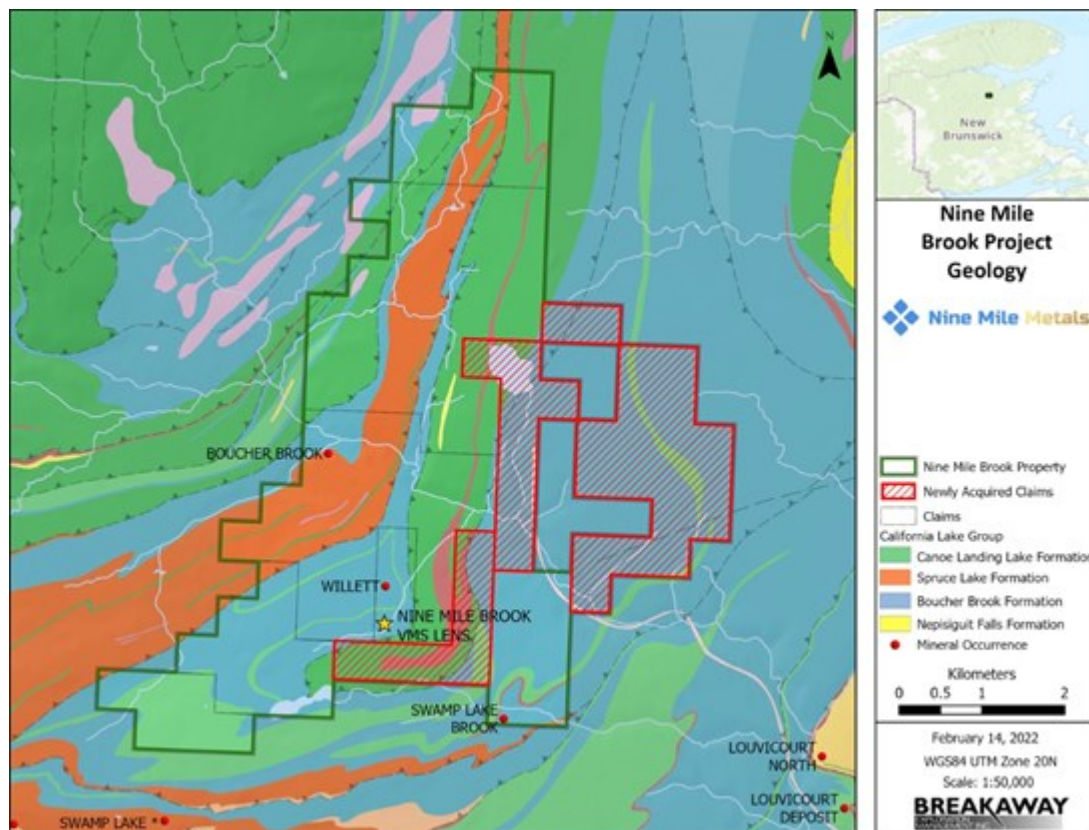 BOUCHER BROOK
WILLETT
NINE MILE BROOK
VMS LENS
SWAMP LAKE
BROOK
LOUVICOURT
NORTH
LOUVICOURT
DEPOSIT
SWAMP LAKE *
N
New
Brunswick
Nine Mile
Brook Project
Geology
Nine Mile Metals
Nine Mile Brook Property
Newly Acquired Claims
Claims
California Lake Group
Canoe Landing Lake Formation
Spruce Lake Formation
Boucher Brook Formation
Nepisiguit Falls Formation
Mineral Occurrence
Kilometers
0 0.5 1 2
February 14, 2022
WGS84 UTM Zone 20N
Scale: 1:50,000
BREAKAWAY